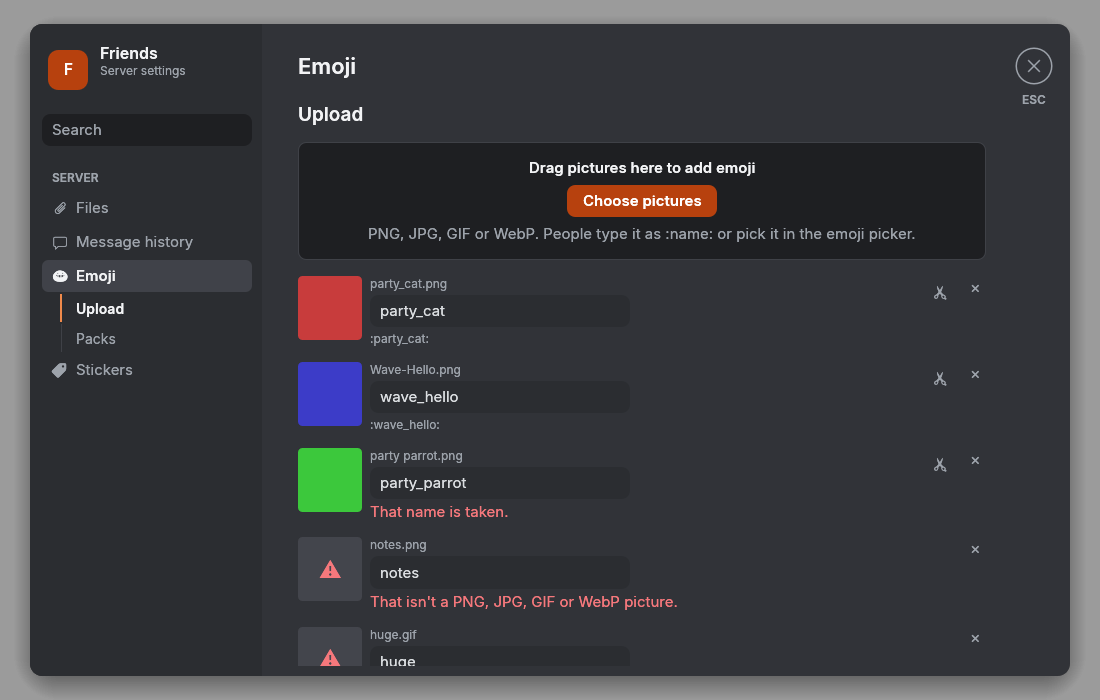 F
Friends
Server settings
Search
SERVER
Files
Message history
Emoji
Upload
Packs
Stickers
Emoji
ESC
Upload
Drag pictures here to add emoji
Choose pictures
PNG, JPG, GIF or WebP. People type it as :name: or pick it in the emoji picker.
party_cat.png
party_cat
:party_cat:
Wave-Hello.png
wave_hello
:wave_hello:
party parrot.png
party_parrot
That name is taken.
notes.png
notes
That isn't a PNG, JPG, GIF or WebP picture.
huge.gif
huge